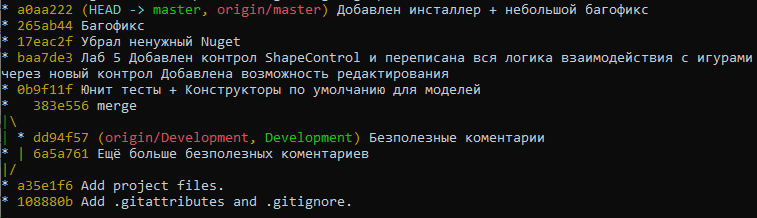 * a0aa222 (HEAD -> master, origin/master) Добавлен инсталлер + небольшой багофикс
* 265ab44 Багофикс
* 17eac2f Убрал ненужный Nuget
* baa7de3 Лаб 5 Добавлен контрол ShapeControl и переписана вся логика взаимодействия с игурами
через новый контрол Добавлена возможность редактирования
* 0b9f11f Юнит тесты + Конструкторы по умолчанию для моделей
*   383e556 merge
|\
| * dd94f57 (origin/Development, Development) Безполезные коментарии
* | 6a5a761 Ещё больше безполезных коментариев
|/
* a35e1f6 Add project files.
* 108880b Add .gitattributes and .gitignore.